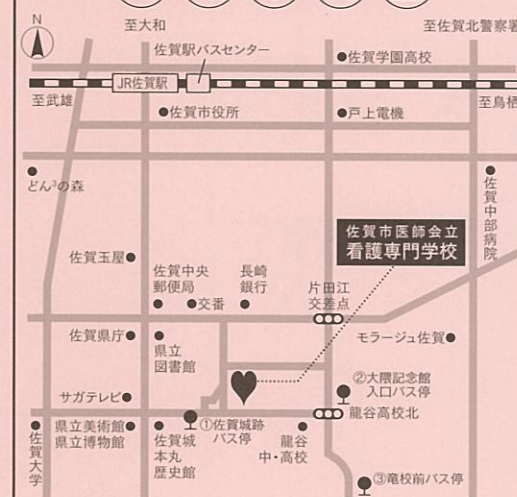 N
至大和
至佐賀北警察署
佐賀駅バスセンター
佐賀学園高校
JR佐賀駅
至武雄
至鳥栖
佐賀市役所
戸上電機
どん³の森
佐賀中部病院
佐賀市医師会立
看護専門学校
佐賀玉屋
佐賀中央
郵便局
交番
長崎
銀行
片田江
交差点
佐賀県庁
県立
図書館
モラージュ佐賀
②大隈記念館
入口バス停
サガテレビ
龍谷高校北
県立美術館
県立博物館
①佐賀城跡
バス停
佐賀大学
佐賀城
本丸
歴史館
龍谷
中・高校
③竜校前バス停